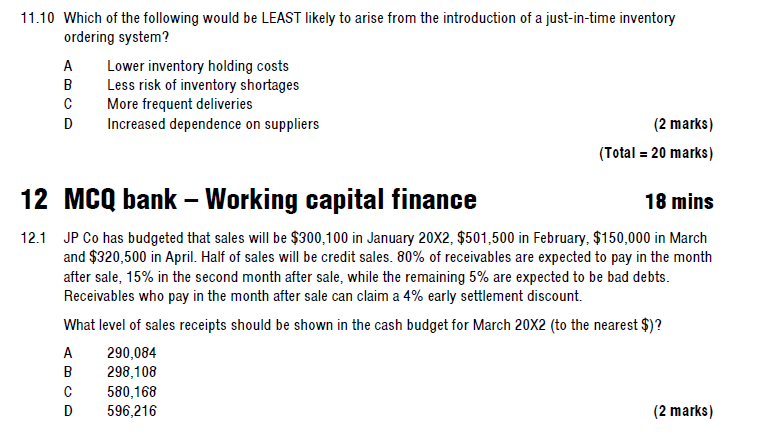 11.10 Which of the following would be LEAST likely to arise from the introduction of a just-in-time inventory
ordering system?
A Lower inventory holding costs
B Less risk of inventory shortages
C More frequent deliveries
D Increased dependence on suppliers (2 marks)
(Total = 20 marks)
12 MCQ bank – Working capital finance 18 mins
12.1 JP Co has budgeted that sales will be $300,100 in January 20X2, $501,500 in February, $150,000 in March
and $320,500 in April. Half of sales will be credit sales. 80% of receivables are expected to pay in the month
after sale, 15% in the second month after sale, while the remaining 5% are expected to be bad debts.
Receivables who pay in the month after sale can claim a 4% early settlement discount.
What level of sales receipts should be shown in the cash budget for March 20X2 (to the nearest $)?
A 290,084
B 298,108
C 580,168
D 596,216 (2 marks)